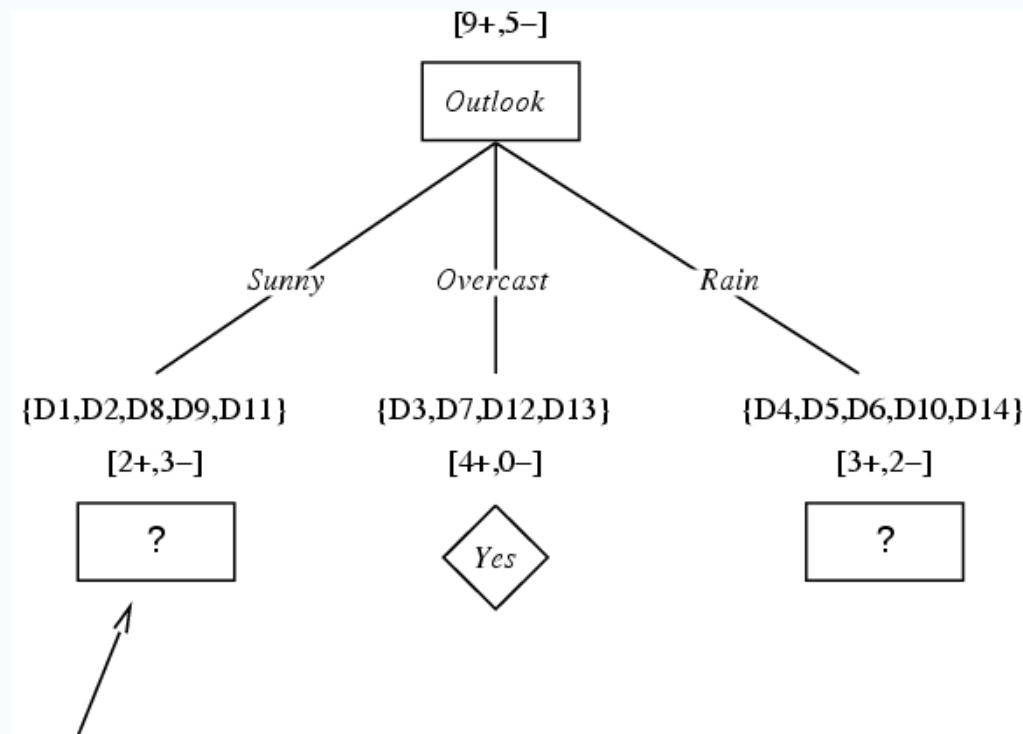 [9+,5–]
Outlook
Sunny Overcast Rain
{D1,D2,D8,D9,D11} {D3,D7,D12,D13} {D4,D5,D6,D10,D14}
[2+,3–] [4+,0–] [3+,2–]
? Yes ?